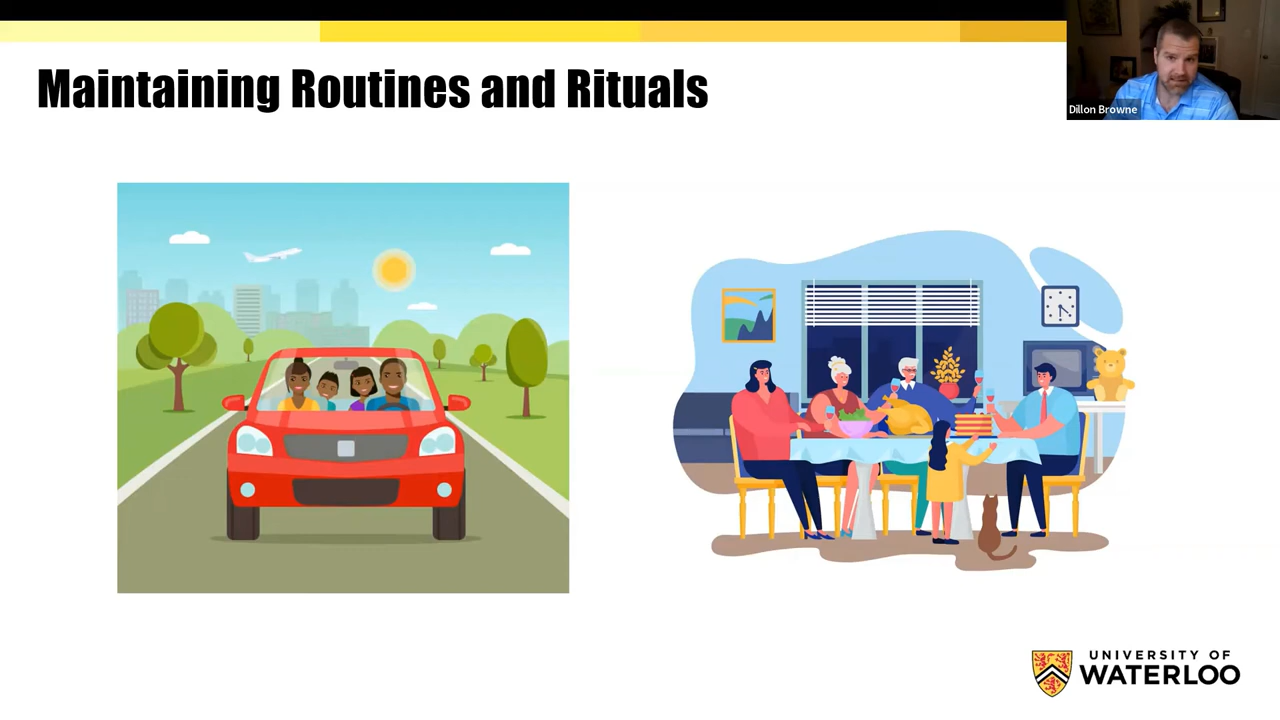 Maintaining Routines and Rituals
Dillon Browne
UNIVERSITY OF
WATERLOO